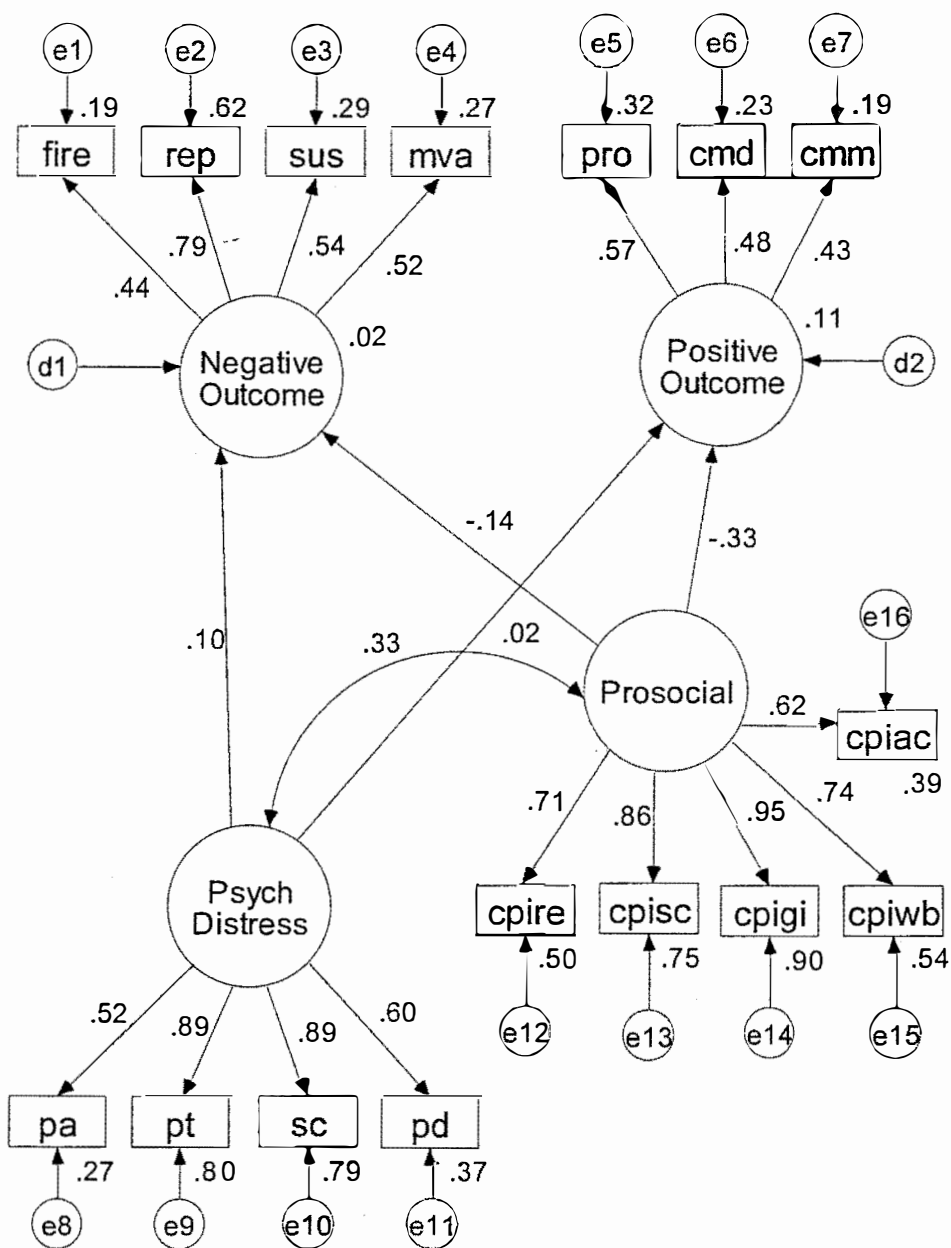 e1 e2 e3 e4 e5 e6 e7
.19 .62 .29 .27 .32 .23 .19
fire rep sus mva pro cmd cmm
.44 .79 .54 .52 .57 .48 .43
d1
Negative
Outcome
.02
Positive
Outcome
.11
d2
-.14
-.33
.10
.33
.02
e16
Prosocial
.62
cpiac
.39
.71 .86 .95 .74
Psych
Distress
cpire cpisc cpigi cpiwb
.50 .75 .90 .54
e12 e13 e14 e15
.52 .89 .89 .60
pa pt sc pd
.27 .80 .79 .37
e8 e9 e10 e11